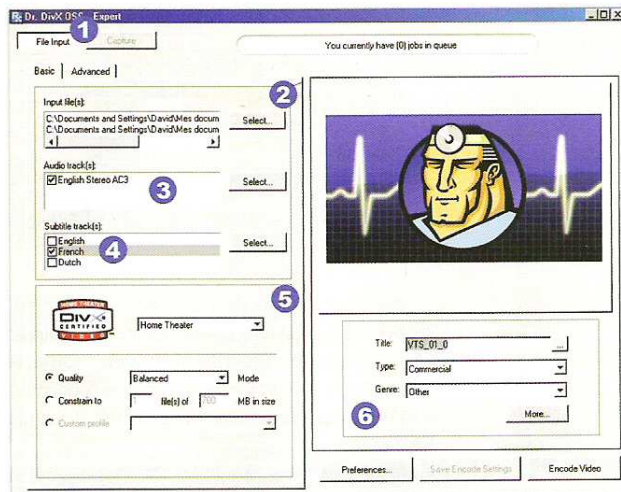 Dr. DivX OSS - Expert
1
File Input
Capture
You currently have (0) jobs in queue
Basic
Advanced
2
Input file(s):
C:\Documents and Settings\David\Mes docum
C:\Documents and Settings\David\Mes docum
Select...
Audio track(s):
English Stereo AC3
3
Select...
Subtitle track(s):
English
French
Dutch
4
Select...
5
HOME THEATER
DIVX
CERTIFIED
VIDEO
Home Theater
Quality
Balanced
Mode
Constrain to
1
file(s) of
700
MB in size
Custom profile
Title:
VTS_01_0
...
Type:
Commercial
Genre:
Other
6
More...
Preferences...
Save Encode Settings
Encode Video